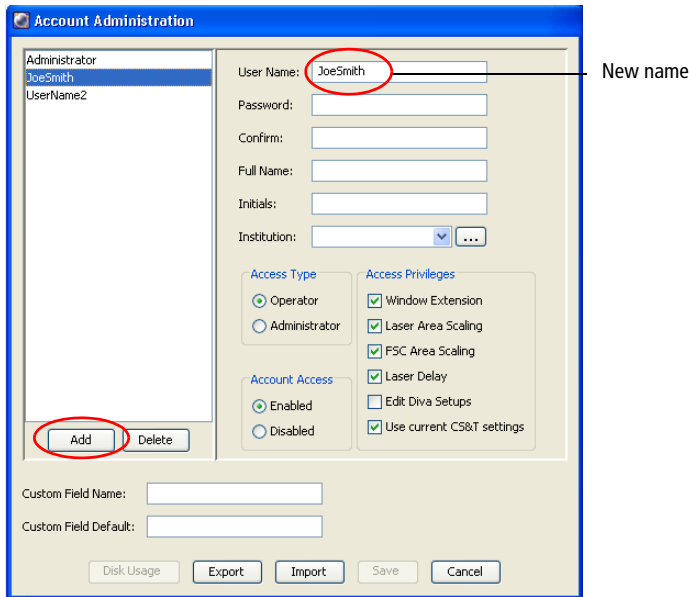 Account Administration
Administrator
JoeSmith
UserName2
Add
Delete
User Name: JoeSmith
New name
Password:
Confirm:
Full Name:
Initials:
Institution:
...
Access Type
Operator
Administrator
Account Access
Enabled
Disabled
Access Privileges
Window Extension
Laser Area Scaling
FSC Area Scaling
Laser Delay
Edit Diva Setups
Use current CS&T settings
Custom Field Name:
Custom Field Default:
Disk Usage
Export
Import
Save
Cancel